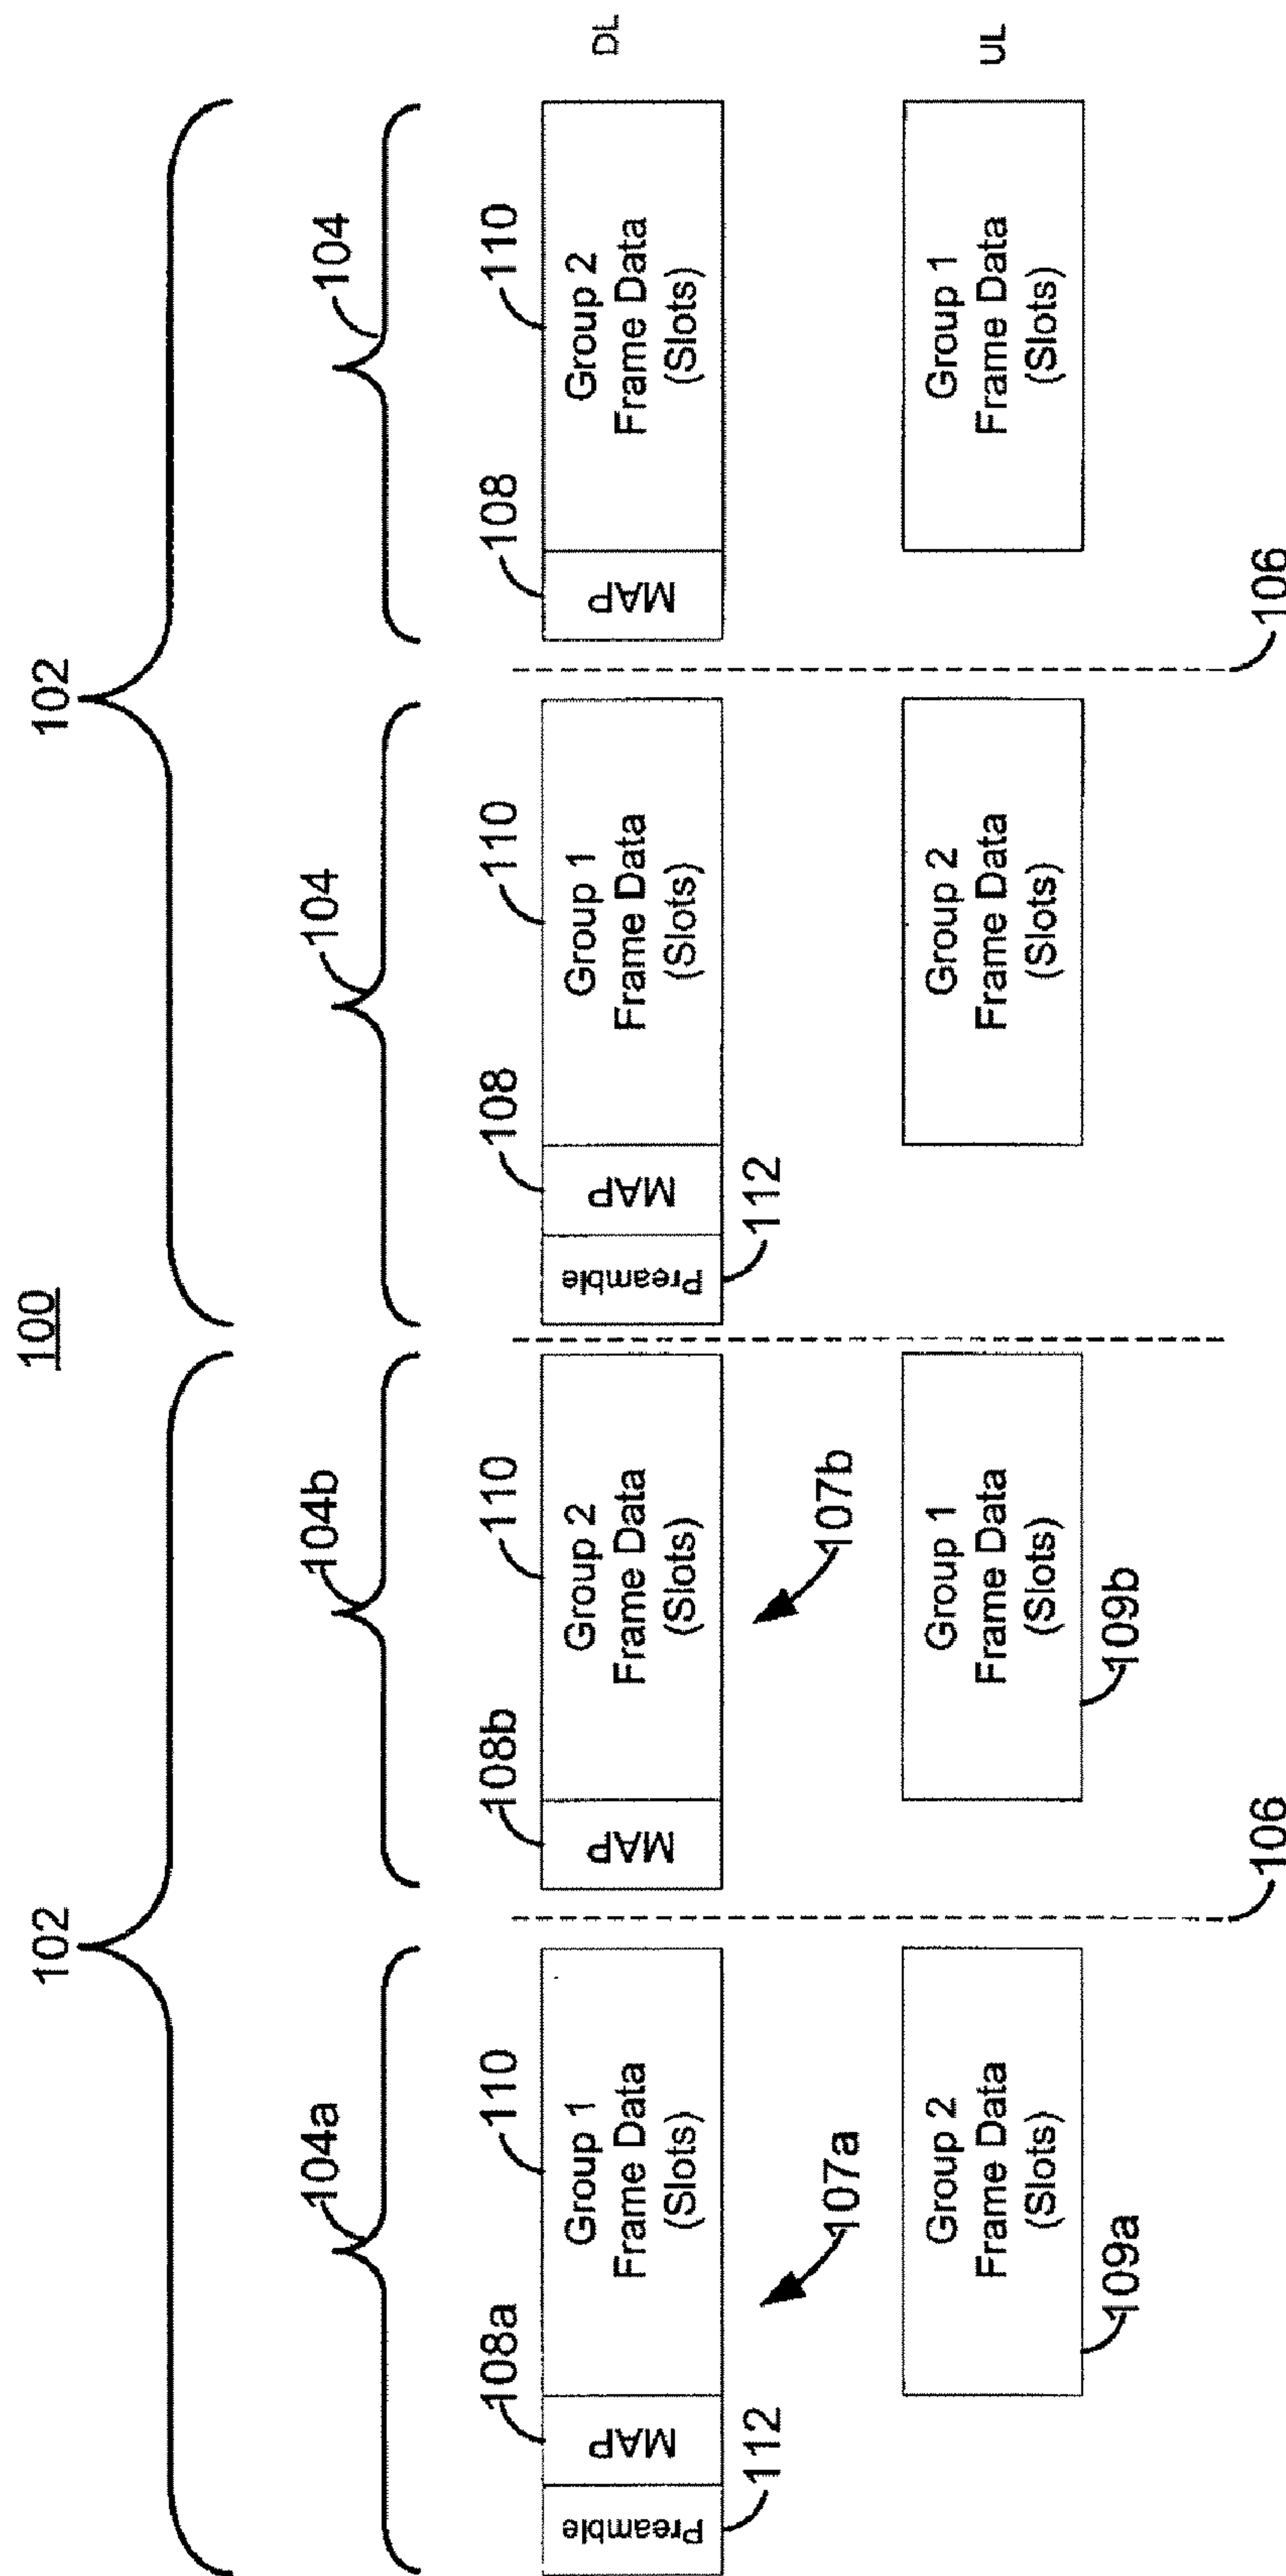 100
102
102
104a
104b
104
104
108a
110
108b
110
108
110
108
110
Preamble
MAP
Group 1
Frame Data
(Slots)
MAP
Group 2
Frame Data
(Slots)
Preamble
MAP
Group 1
Frame Data
(Slots)
MAP
Group 2
Frame Data
(Slots)
DL
112
107a
107b
112
Group 2
Frame Data
(Slots)
Group 1
Frame Data
(Slots)
Group 2
Frame Data
(Slots)
Group 1
Frame Data
(Slots)
UL
109a
109b
106
106